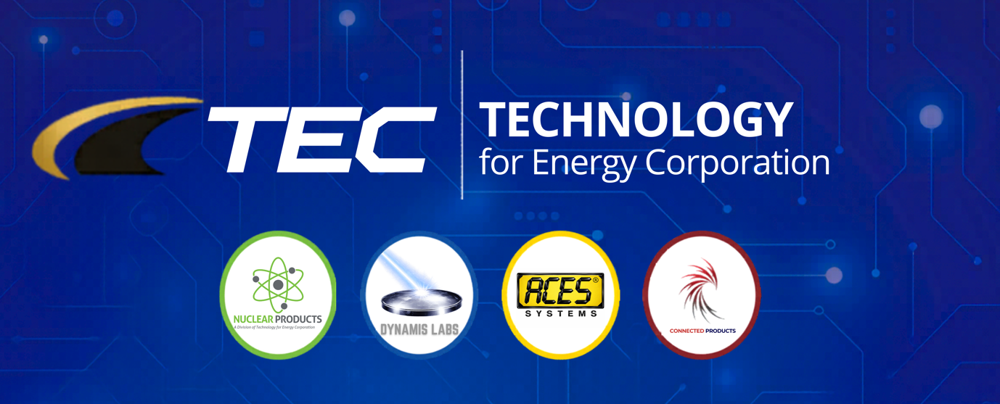 TEC
TECHNOLOGY
for Energy Corporation
NUCLEAR PRODUCTS
A Division of Technology for Energy Corporation
DYNAMIS LABS
ACES®
SYSTEMS
CONNECTED PRODUCTS